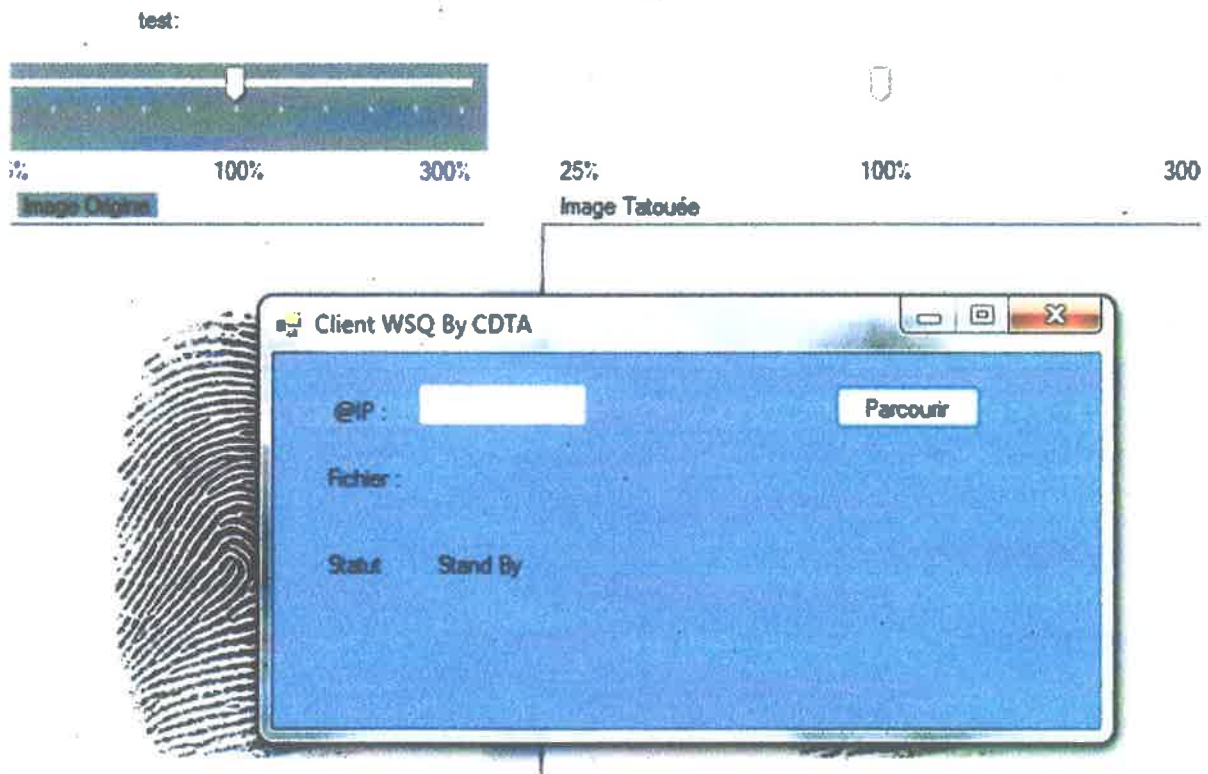 test:
100% 300% 25% 100% 300
Image Origine Image Tatouée
Client WSQ By CDTA
@IP : Parcourir
Fichier :
Statut Stand By